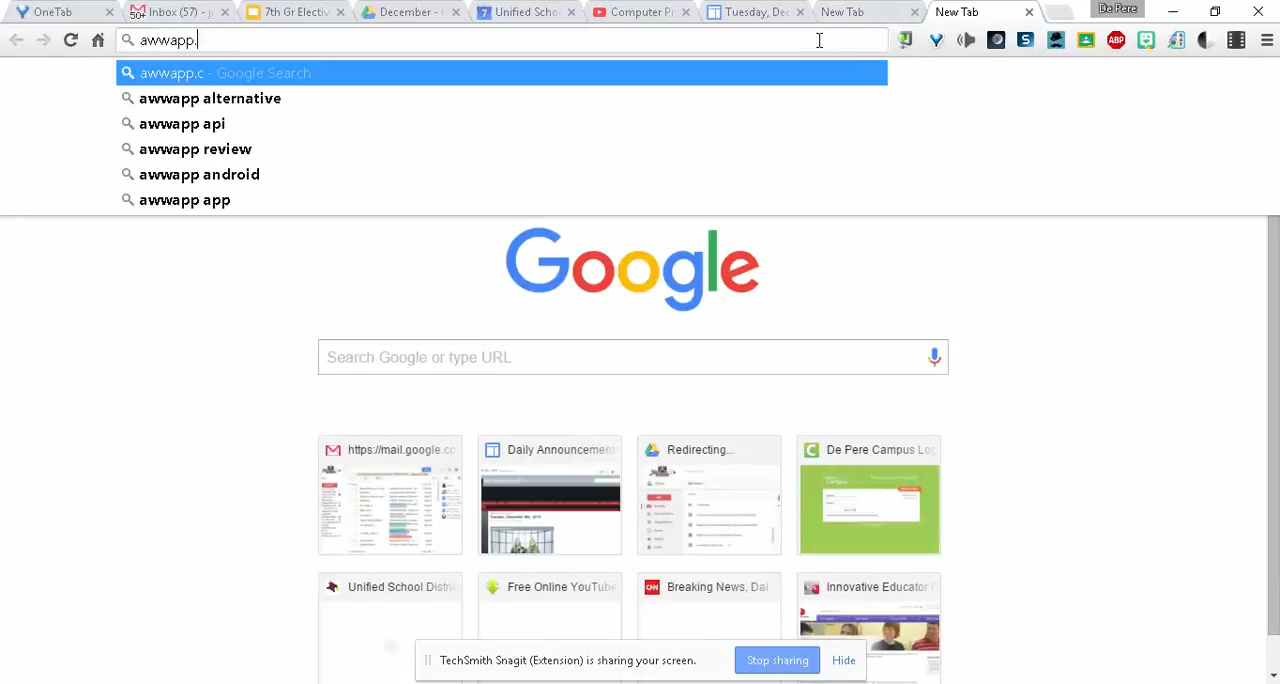 OneTab
Inbox (57) - j
7th Gr Electiv
December -
Unified Scho
Computer Pr
Tuesday, Dec
New Tab
New Tab
De Pere
awwapp.
awwapp.c - Google Search
awwapp alternative
awwapp api
awwapp review
awwapp android
awwapp app
Google
Search Google or type URL
https://mail.google.co
Daily Announcement
Redirecting...
De Pere Campus Log
Unified School Distri
Free Online YouTube
Breaking News, Dai
Innovative Educator
TechSmith Snagit (Extension) is sharing your screen.
Stop sharing
Hide